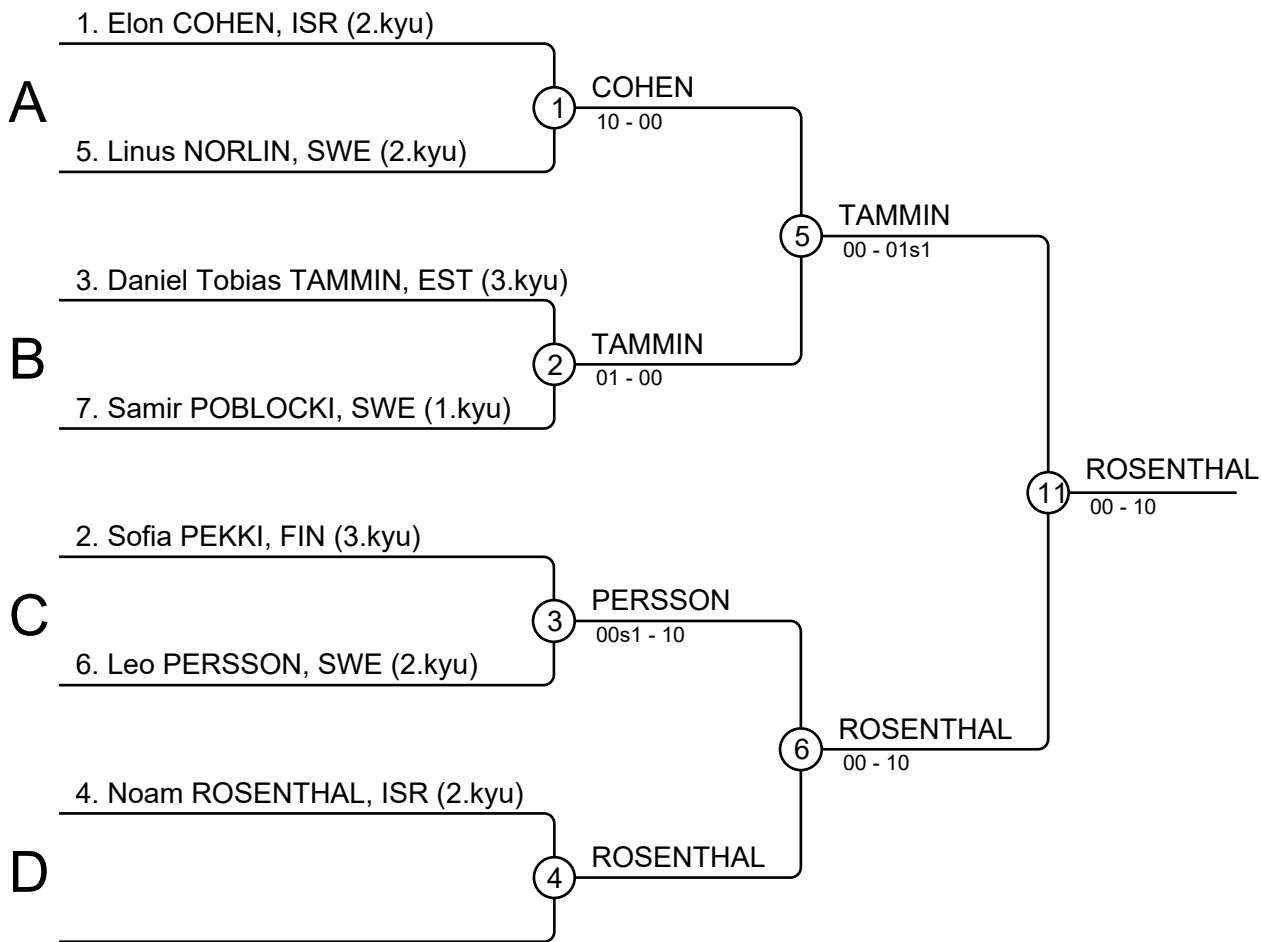 1. Elon COHEN, ISR (2.kyu)
A
1
COHEN
10 - 00
5. Linus NORLIN, SWE (2.kyu)
5
TAMMIN
00 - 01s1
3. Daniel Tobias TAMMIN, EST (3.kyu)
B
2
TAMMIN
01 - 00
7. Samir POBLOCKI, SWE (1.kyu)
11
ROSENTHAL
00 - 10
2. Sofia PEKKI, FIN (3.kyu)
C
3
PERSSON
00s1 - 10
6. Leo PERSSON, SWE (2.kyu)
6
ROSENTHAL
00 - 10
4. Noam ROSENTHAL, ISR (2.kyu)
D
4
ROSENTHAL